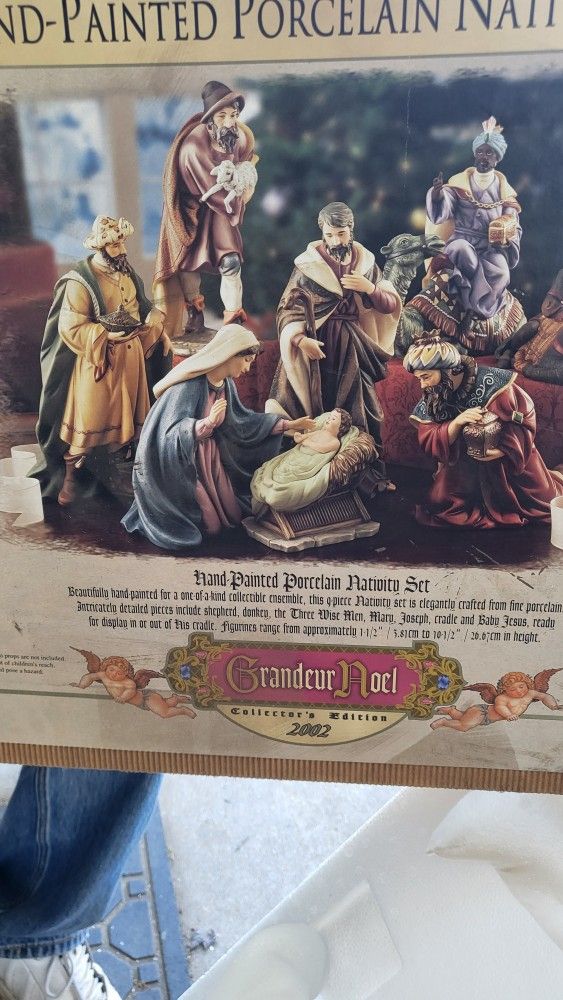 ND-PAINTED PORCELAIN NATI
Hand-Painted Porcelain Nativity Set
Beautifully hand-painted for a one-of-a-kind collectible ensemble, this 9-piece Nativity set is elegantly crafted from fine porcelain.
Intricately detailed pieces include shepherd, donkey, the Three Wise Men, Mary, Joseph, cradle and Baby Jesus, ready
for display in or out of His cradle. Figurines range from approximately 1-1/2" / 3.81cm to 10-1/2" / 26.67cm in height.
props are not included.
of children's reach.
pose a hazard.
Grandeur Noel
Collector's Edition
2002